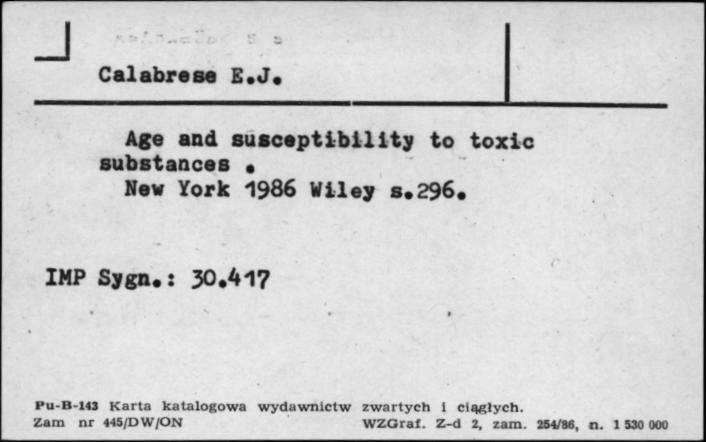 Calabrese E.J.
Age and susceptibility to toxic
substances .
New York 1986 Wiley s.296.
IMP Sygn.: 30.417
Pu-B-143 Karta katalogowa wydawnictw zwartych i ciągłych.
Zam nr 445/DW/ON WZGraf. Z-d 2, zam. 254/86, n. 1 530 000